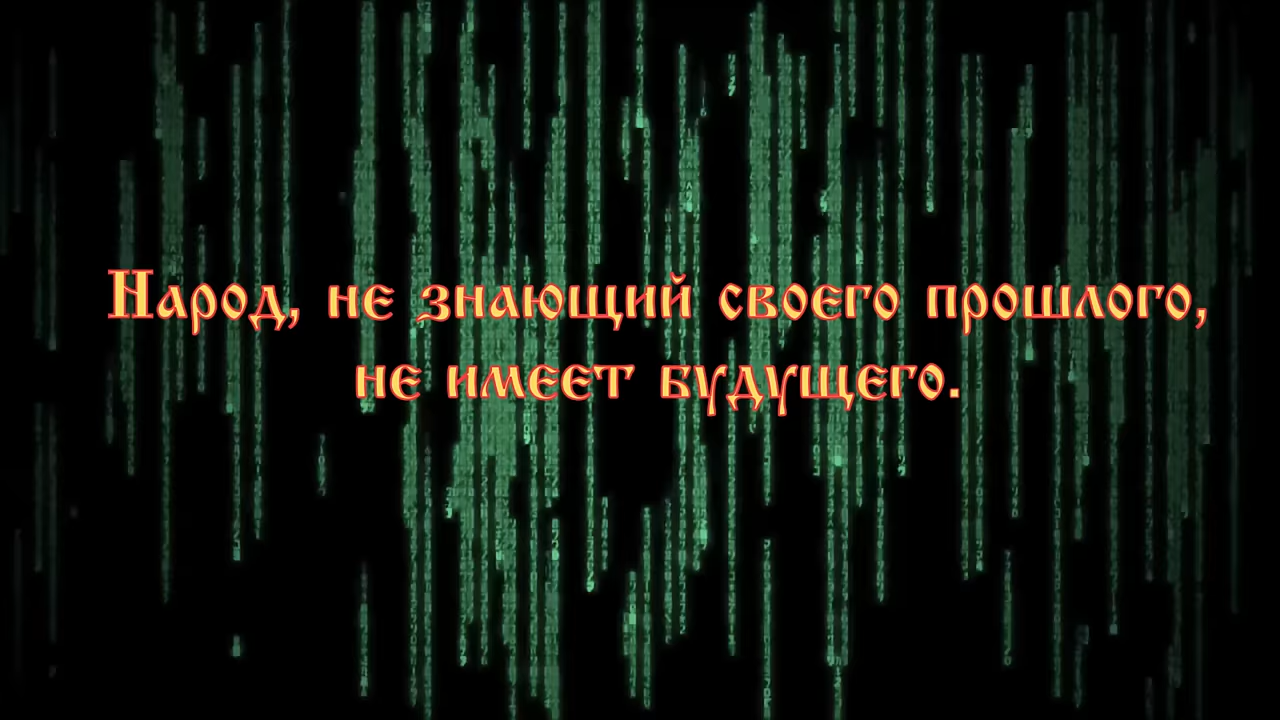 Народ, не знающий своего прошлого,
не имеет будущего.